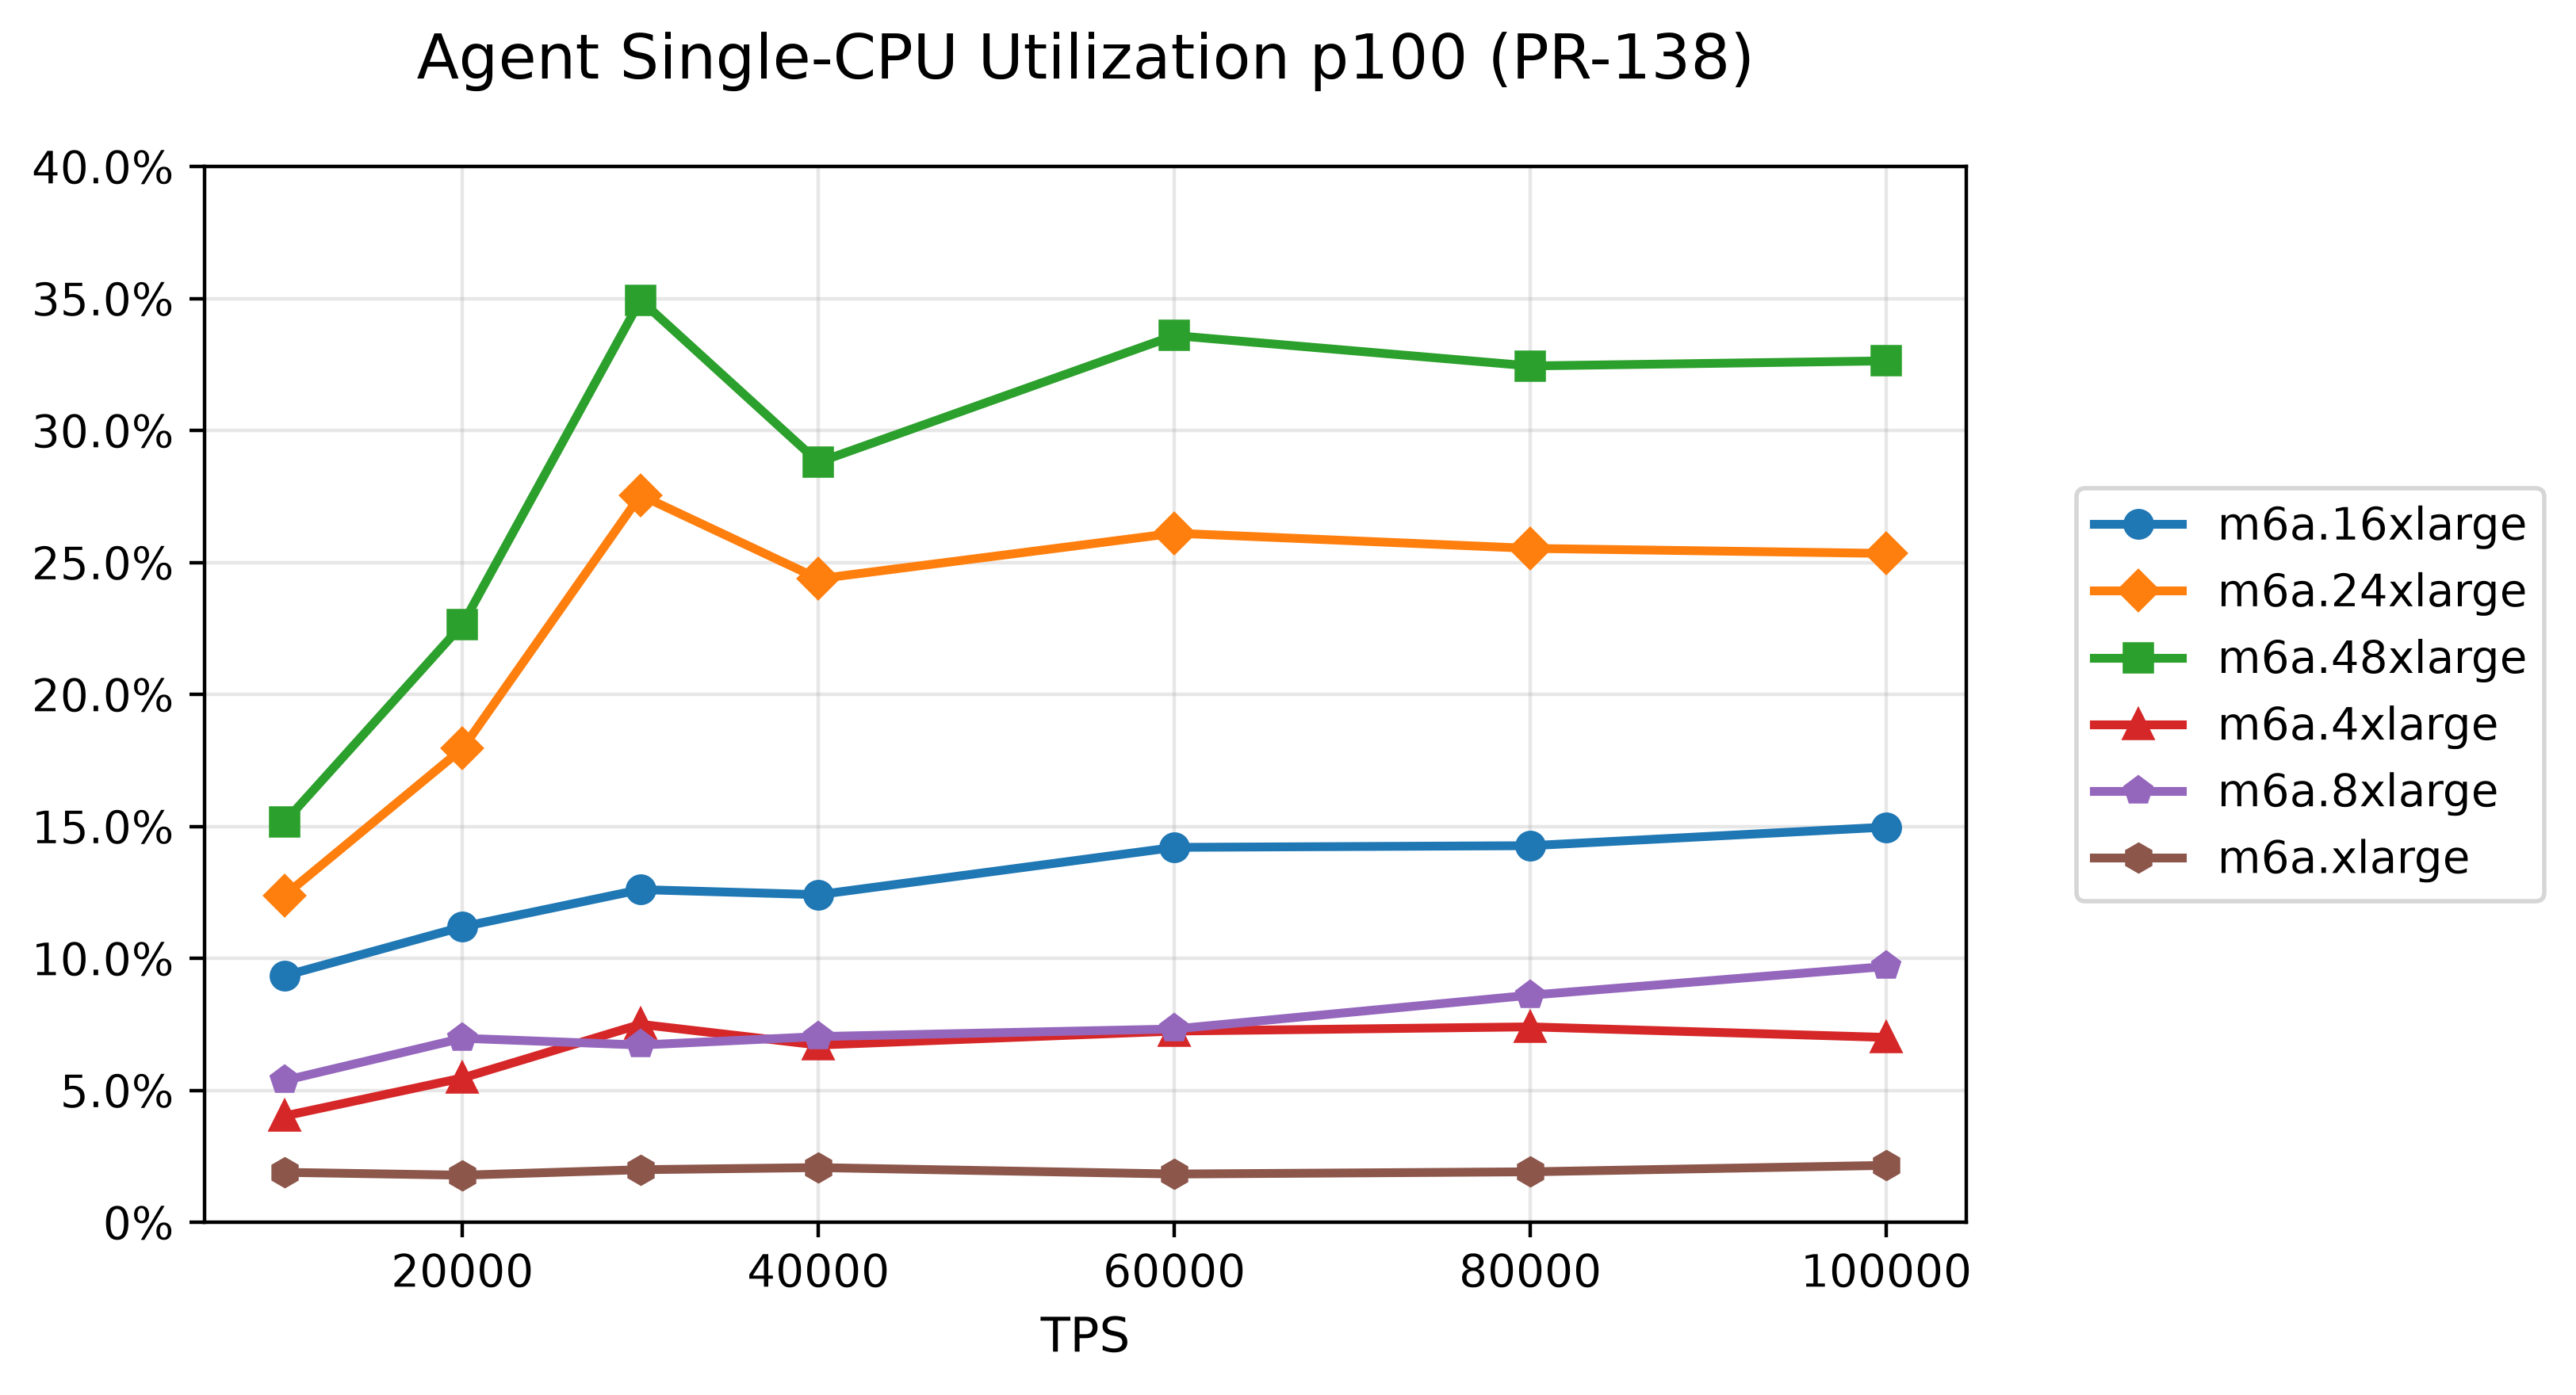 Agent Single-CPU Utilization p100 (PR-138)
40.0%
35.0%
30.0%
25.0%
20.0%
15.0%
10.0%
5.0%
0%
20000 40000 60000 80000 100000
TPS
m6a.16xlarge
m6a.24xlarge
m6a.48xlarge
m6a.4xlarge
m6a.8xlarge
m6a.xlarge